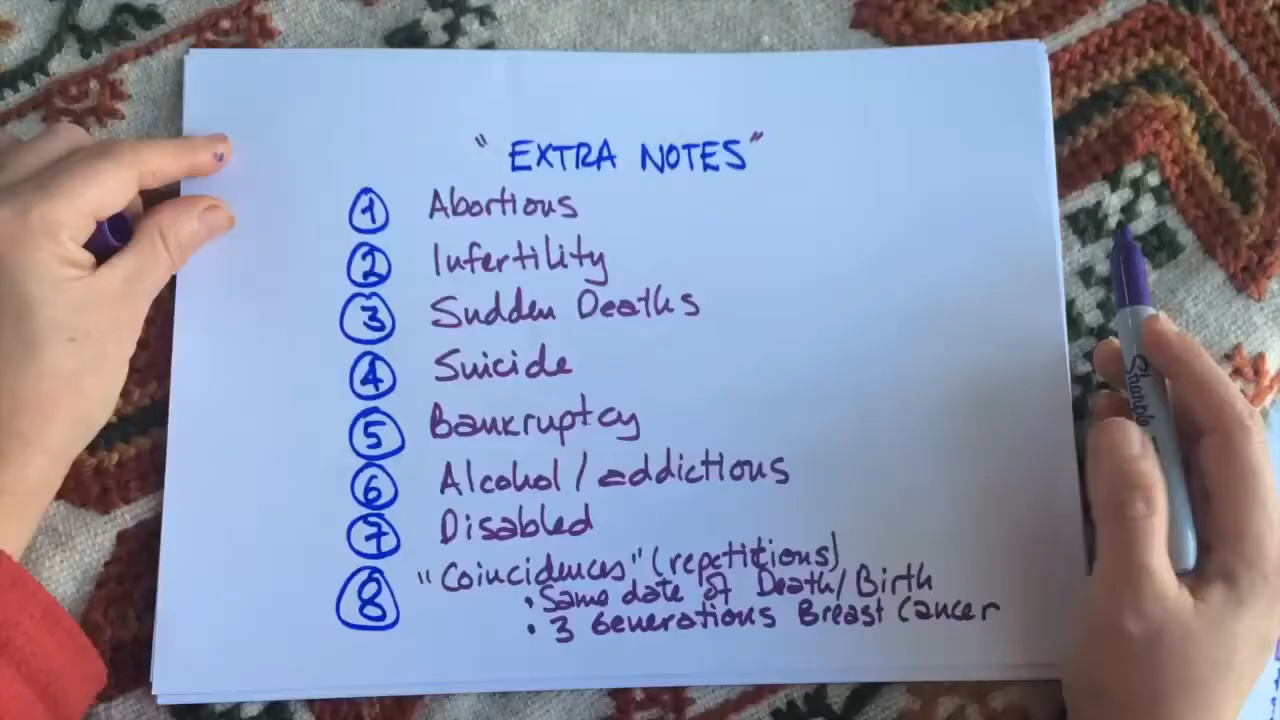 "EXTRA NOTES"
1 Abortions
2 Infertility
3 Sudden Deaths
4 Suicide
5 Bankruptcy
6 Alcohol / addictions
7 Disabled
8 "Coincidences" (repetitions)
• Same date of Death/Birth
• 3 Generations Breast Cancer
Sharpie